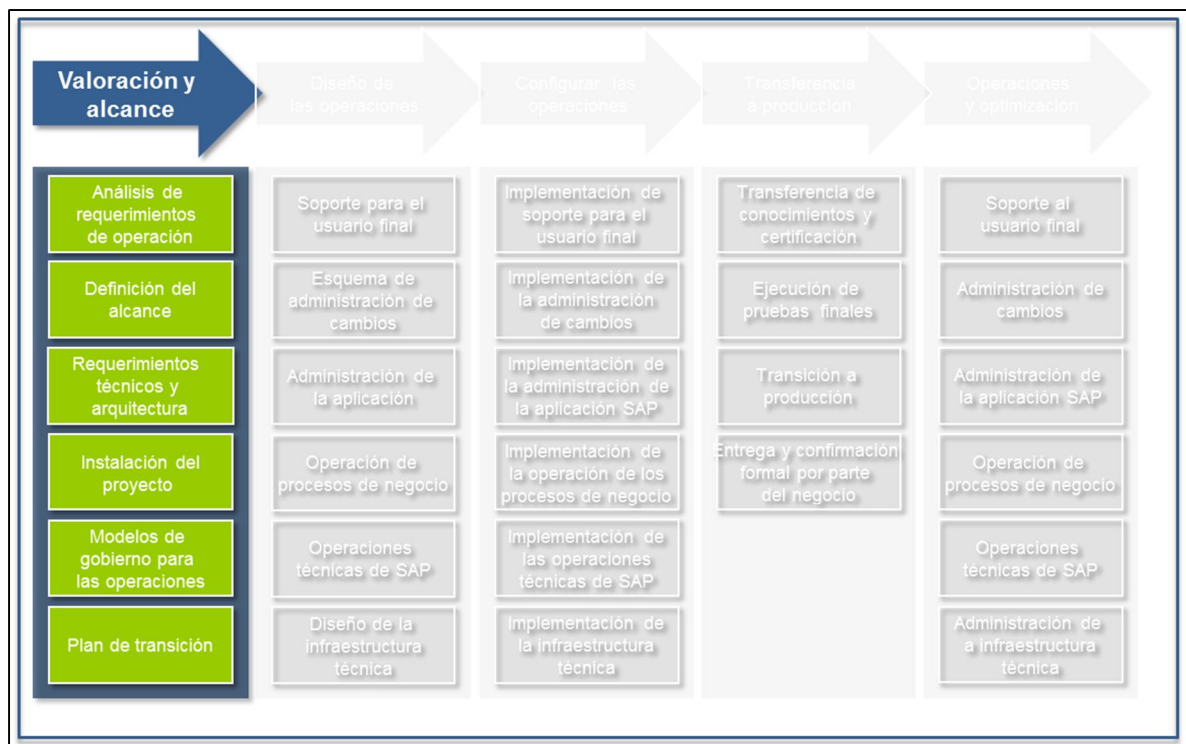 Valoración y
alcance
Diseño de
las operaciones
Configurar las
operaciones
Transferencia
a producción
Operaciones
y optimización
Análisis de
requerimientos
de operación
Definición del
alcance
Requerimientos
técnicos y
arquitectura
Instalación del
proyecto
Modelos de
gobierno para
las operaciones
Plan de transición
Soporte para el
usuario final
Esquema de
administración de
cambios
Administración de
la aplicación
Operación de
procesos de negocio
Operaciones
técnicas de SAP
Diseño de la
infraestructura
técnica
Implementación de
soporte para el
usuario final
Implementación de
la administración
de cambios
Implementación de
la administración de
la aplicación SAP
Implementación de
la operación de los
procesos de negocio
Implementación de
las operaciones
técnicas de SAP
Implementación de
la infraestructura
técnica
Transferencia de
conocimientos y
certificación
Ejecución de
pruebas finales
Transición a
producción
Entrega y confirmación
formal por parte
del negocio
Soporte al
usuario final
Administración de
cambios
Administración de
la aplicación SAP
Operación de
procesos de negocio
Operaciones
técnicas de SAP
Administración de
a infraestructura
técnica